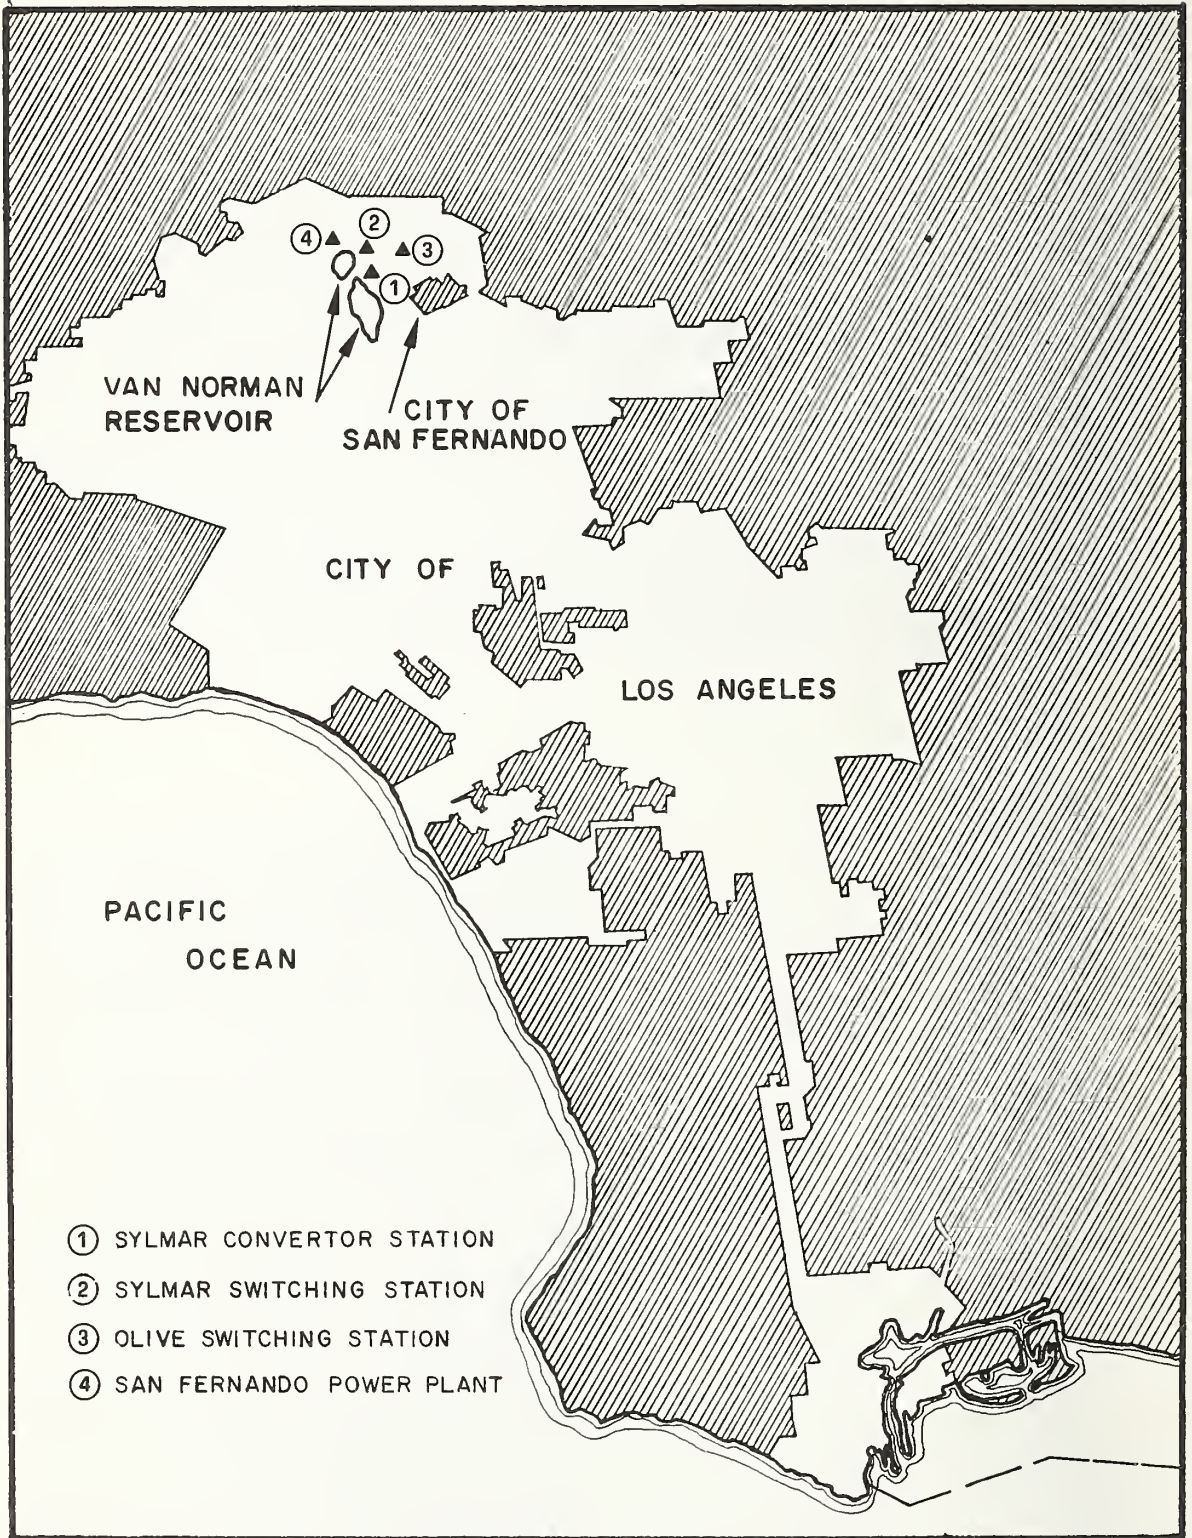 ④
②
③
①
VAN NORMAN
RESERVOIR
CITY OF
SAN FERNANDO
CITY OF
LOS ANGELES
PACIFIC
OCEAN
① SYLMAR CONVERTOR STATION
② SYLMAR SWITCHING STATION
③ OLIVE SWITCHING STATION
④ SAN FERNANDO POWER PLANT